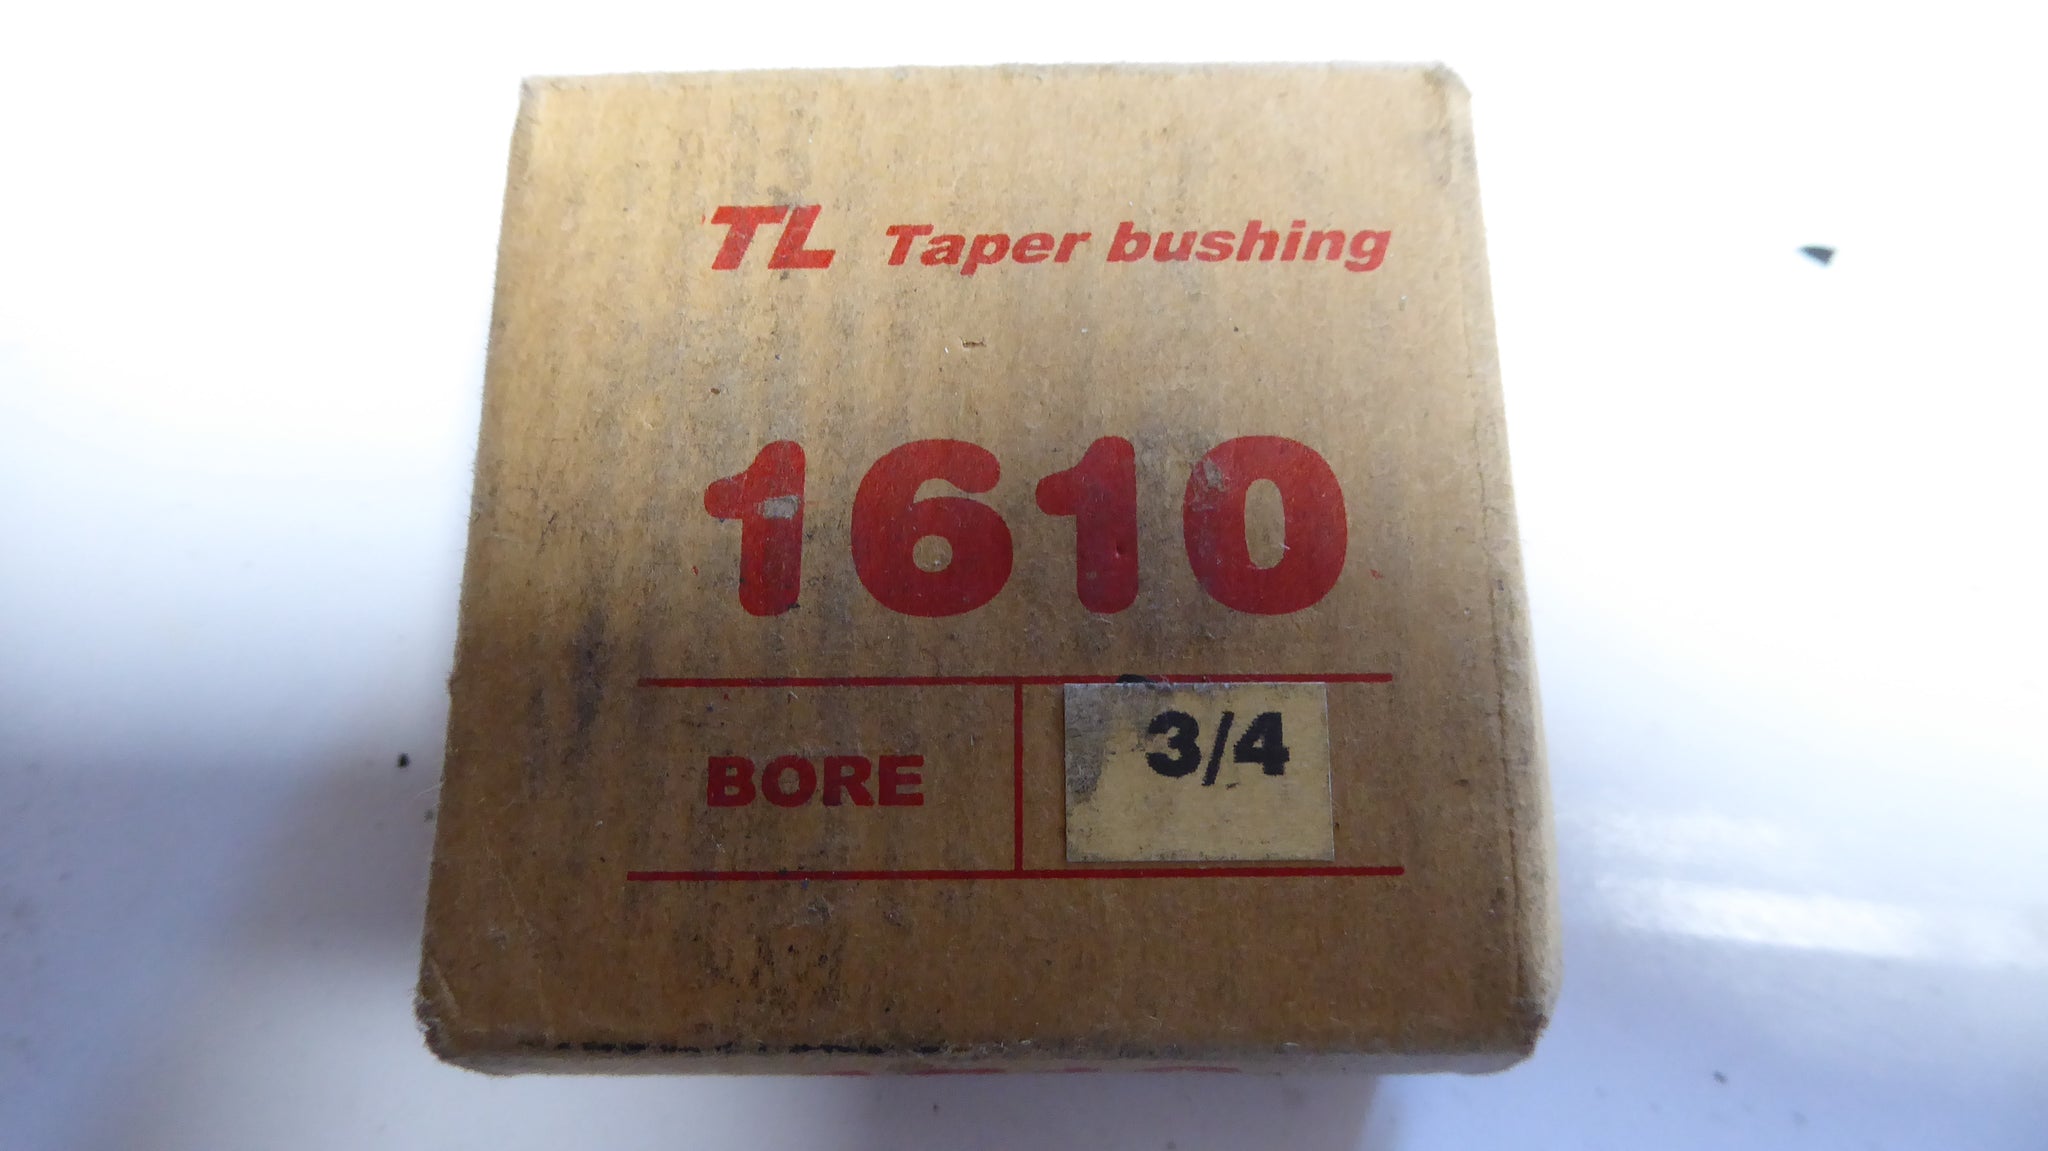 TL Taper bushing
1610
BORE 3/4